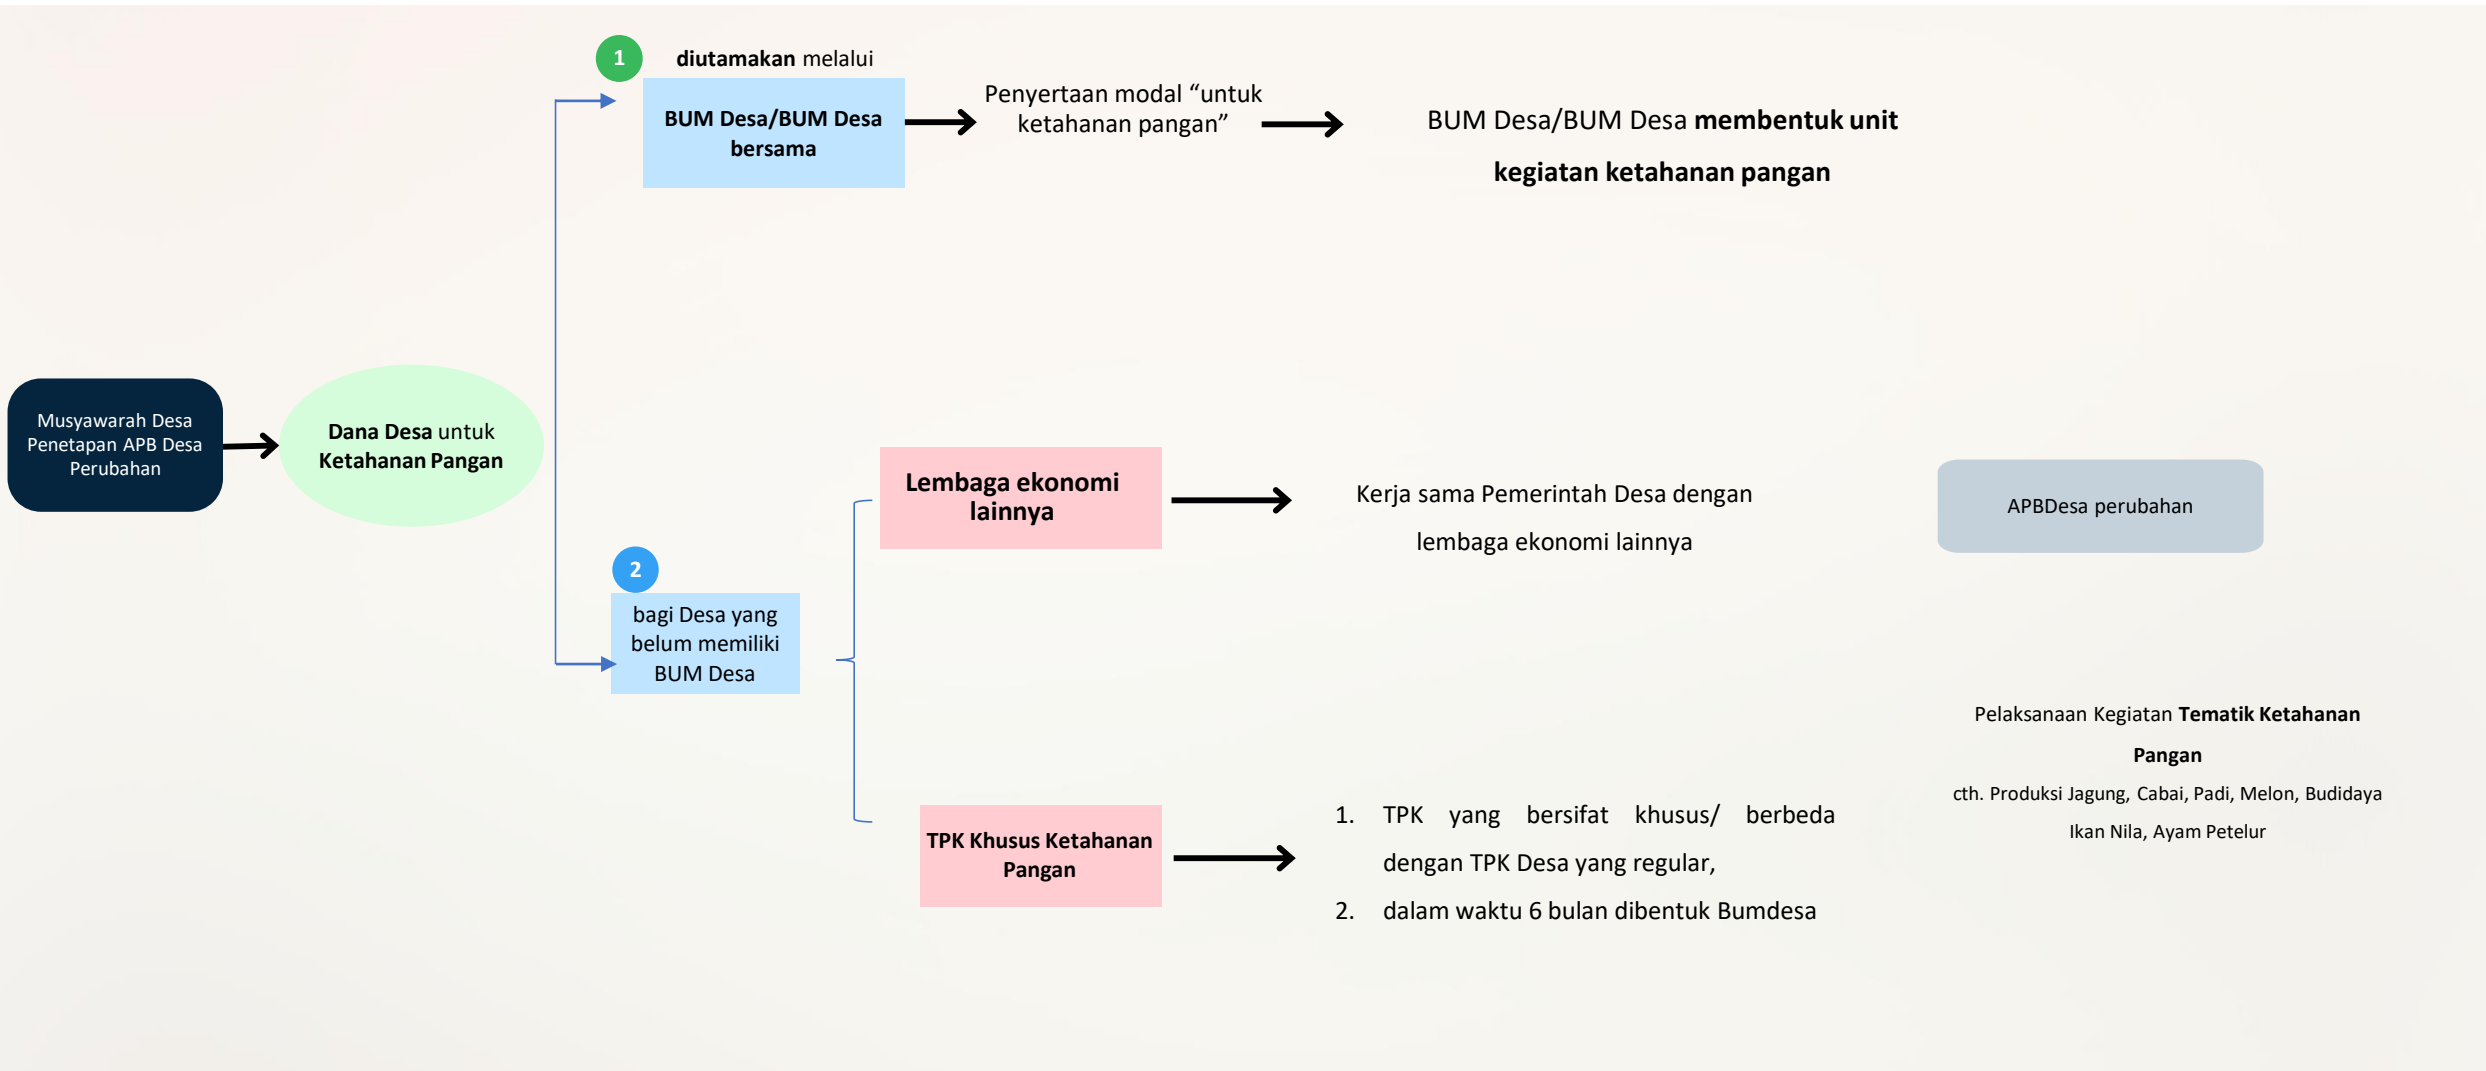 1
diutamakan melalui
BUM Desa/BUM Desa
bersama
Penyertaan modal “untuk
ketahanan pangan”
BUM Desa/BUM Desa membentuk unit
kegiatan ketahanan pangan
Musyawarah Desa
Penetapan APB Desa
Perubahan
Dana Desa untuk
Ketahanan Pangan
2
bagi Desa yang
belum memiliki
BUM Desa
Lembaga ekonomi
lainnya
Kerja sama Pemerintah Desa dengan
lembaga ekonomi lainnya
TPK Khusus Ketahanan
Pangan
1. TPK yang bersifat khusus/ berbeda
dengan TPK Desa yang regular,
2. dalam waktu 6 bulan dibentuk Bumdesa
APBDesa perubahan
Pelaksanaan Kegiatan Tematik Ketahanan
Pangan
cth. Produksi Jagung, Cabai, Padi, Melon, Budidaya
Ikan Nila, Ayam Petelur